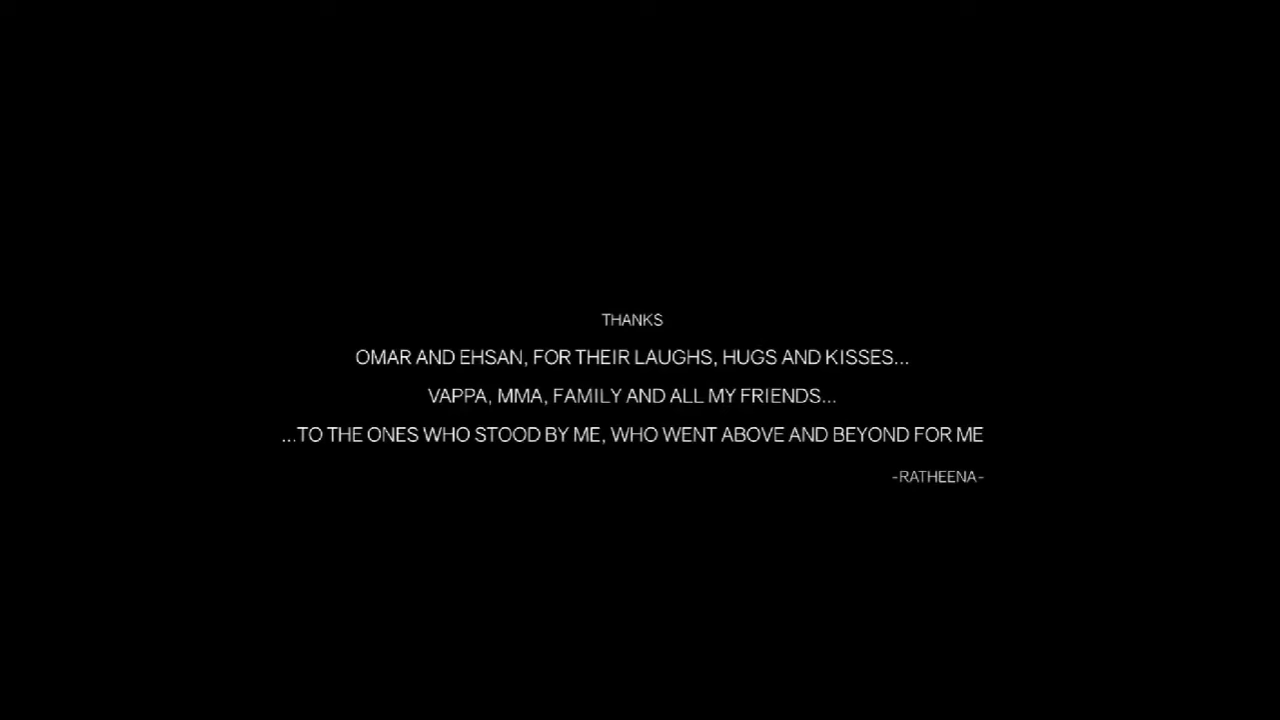 THANKS
OMAR AND EHSAN, FOR THEIR LAUGHS, HUGS AND KISSES...
VAPPA, MMA, FAMILY AND ALL MY FRIENDS...
...TO THE ONES WHO STOOD BY ME, WHO WENT ABOVE AND BEYOND FOR ME
-RATHEENA-